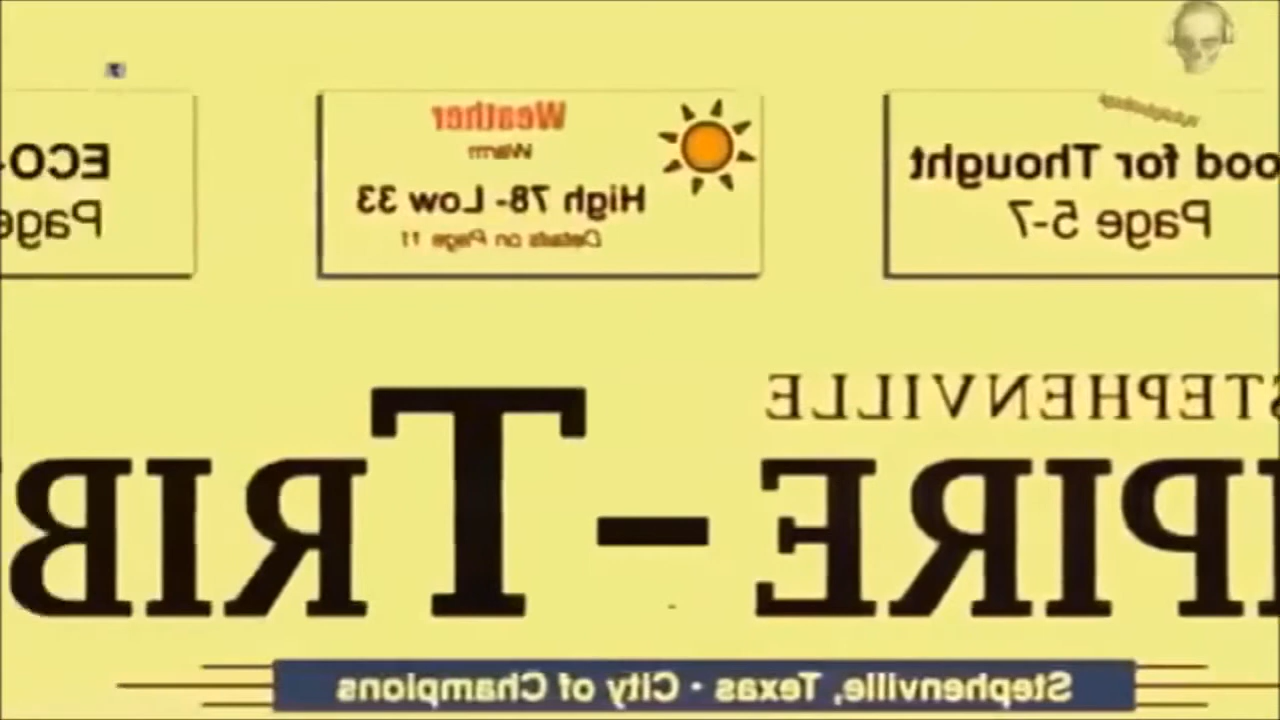 ood for Thought
Page 5-7
Weather
Warm
High 78- Low 33
Details on Page 11
ECO-
Page
STEPHENVILLE
PIRE-TRIB
Stephenville, Texas · City of Champions